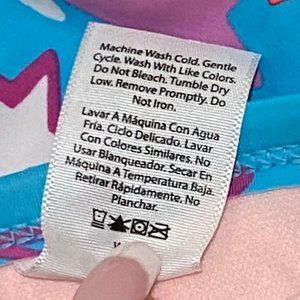 Machine Wash Cold. Gentle
Cycle. Wash With Like Colors.
Do Not Bleach. Tumble Dry
Low. Remove Promptly. Do
Not Iron.
Lavar A Máquina Con Agua
Fría. Ciclo Delicado. Lavar
Con Colores Similares. No
Usar Blanqueador. Secar En
Máquina A Temperatura Baja.
Retirar Rápidamente. No
Planchar.